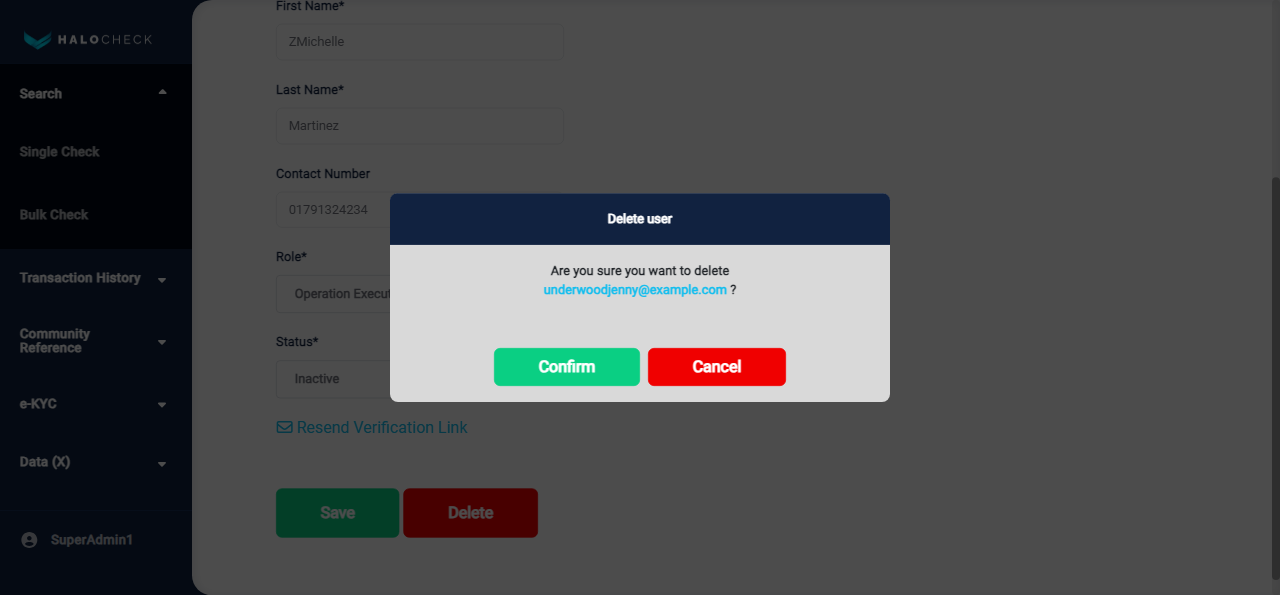 HALOCHECK
Search
Single Check
Bulk Check
Transaction History
Community
Reference
e-KYC
Data (X)
SuperAdmin1
First Name*
ZMichelle
Last Name*
Martinez
Contact Number
01791324234
Role*
Status*
Inactive
Resend Verification Link
Save
Delete
Delete user
Are you sure you want to delete
underwoodjenny@example.com ?
Confirm
Cancel
Operation Execut